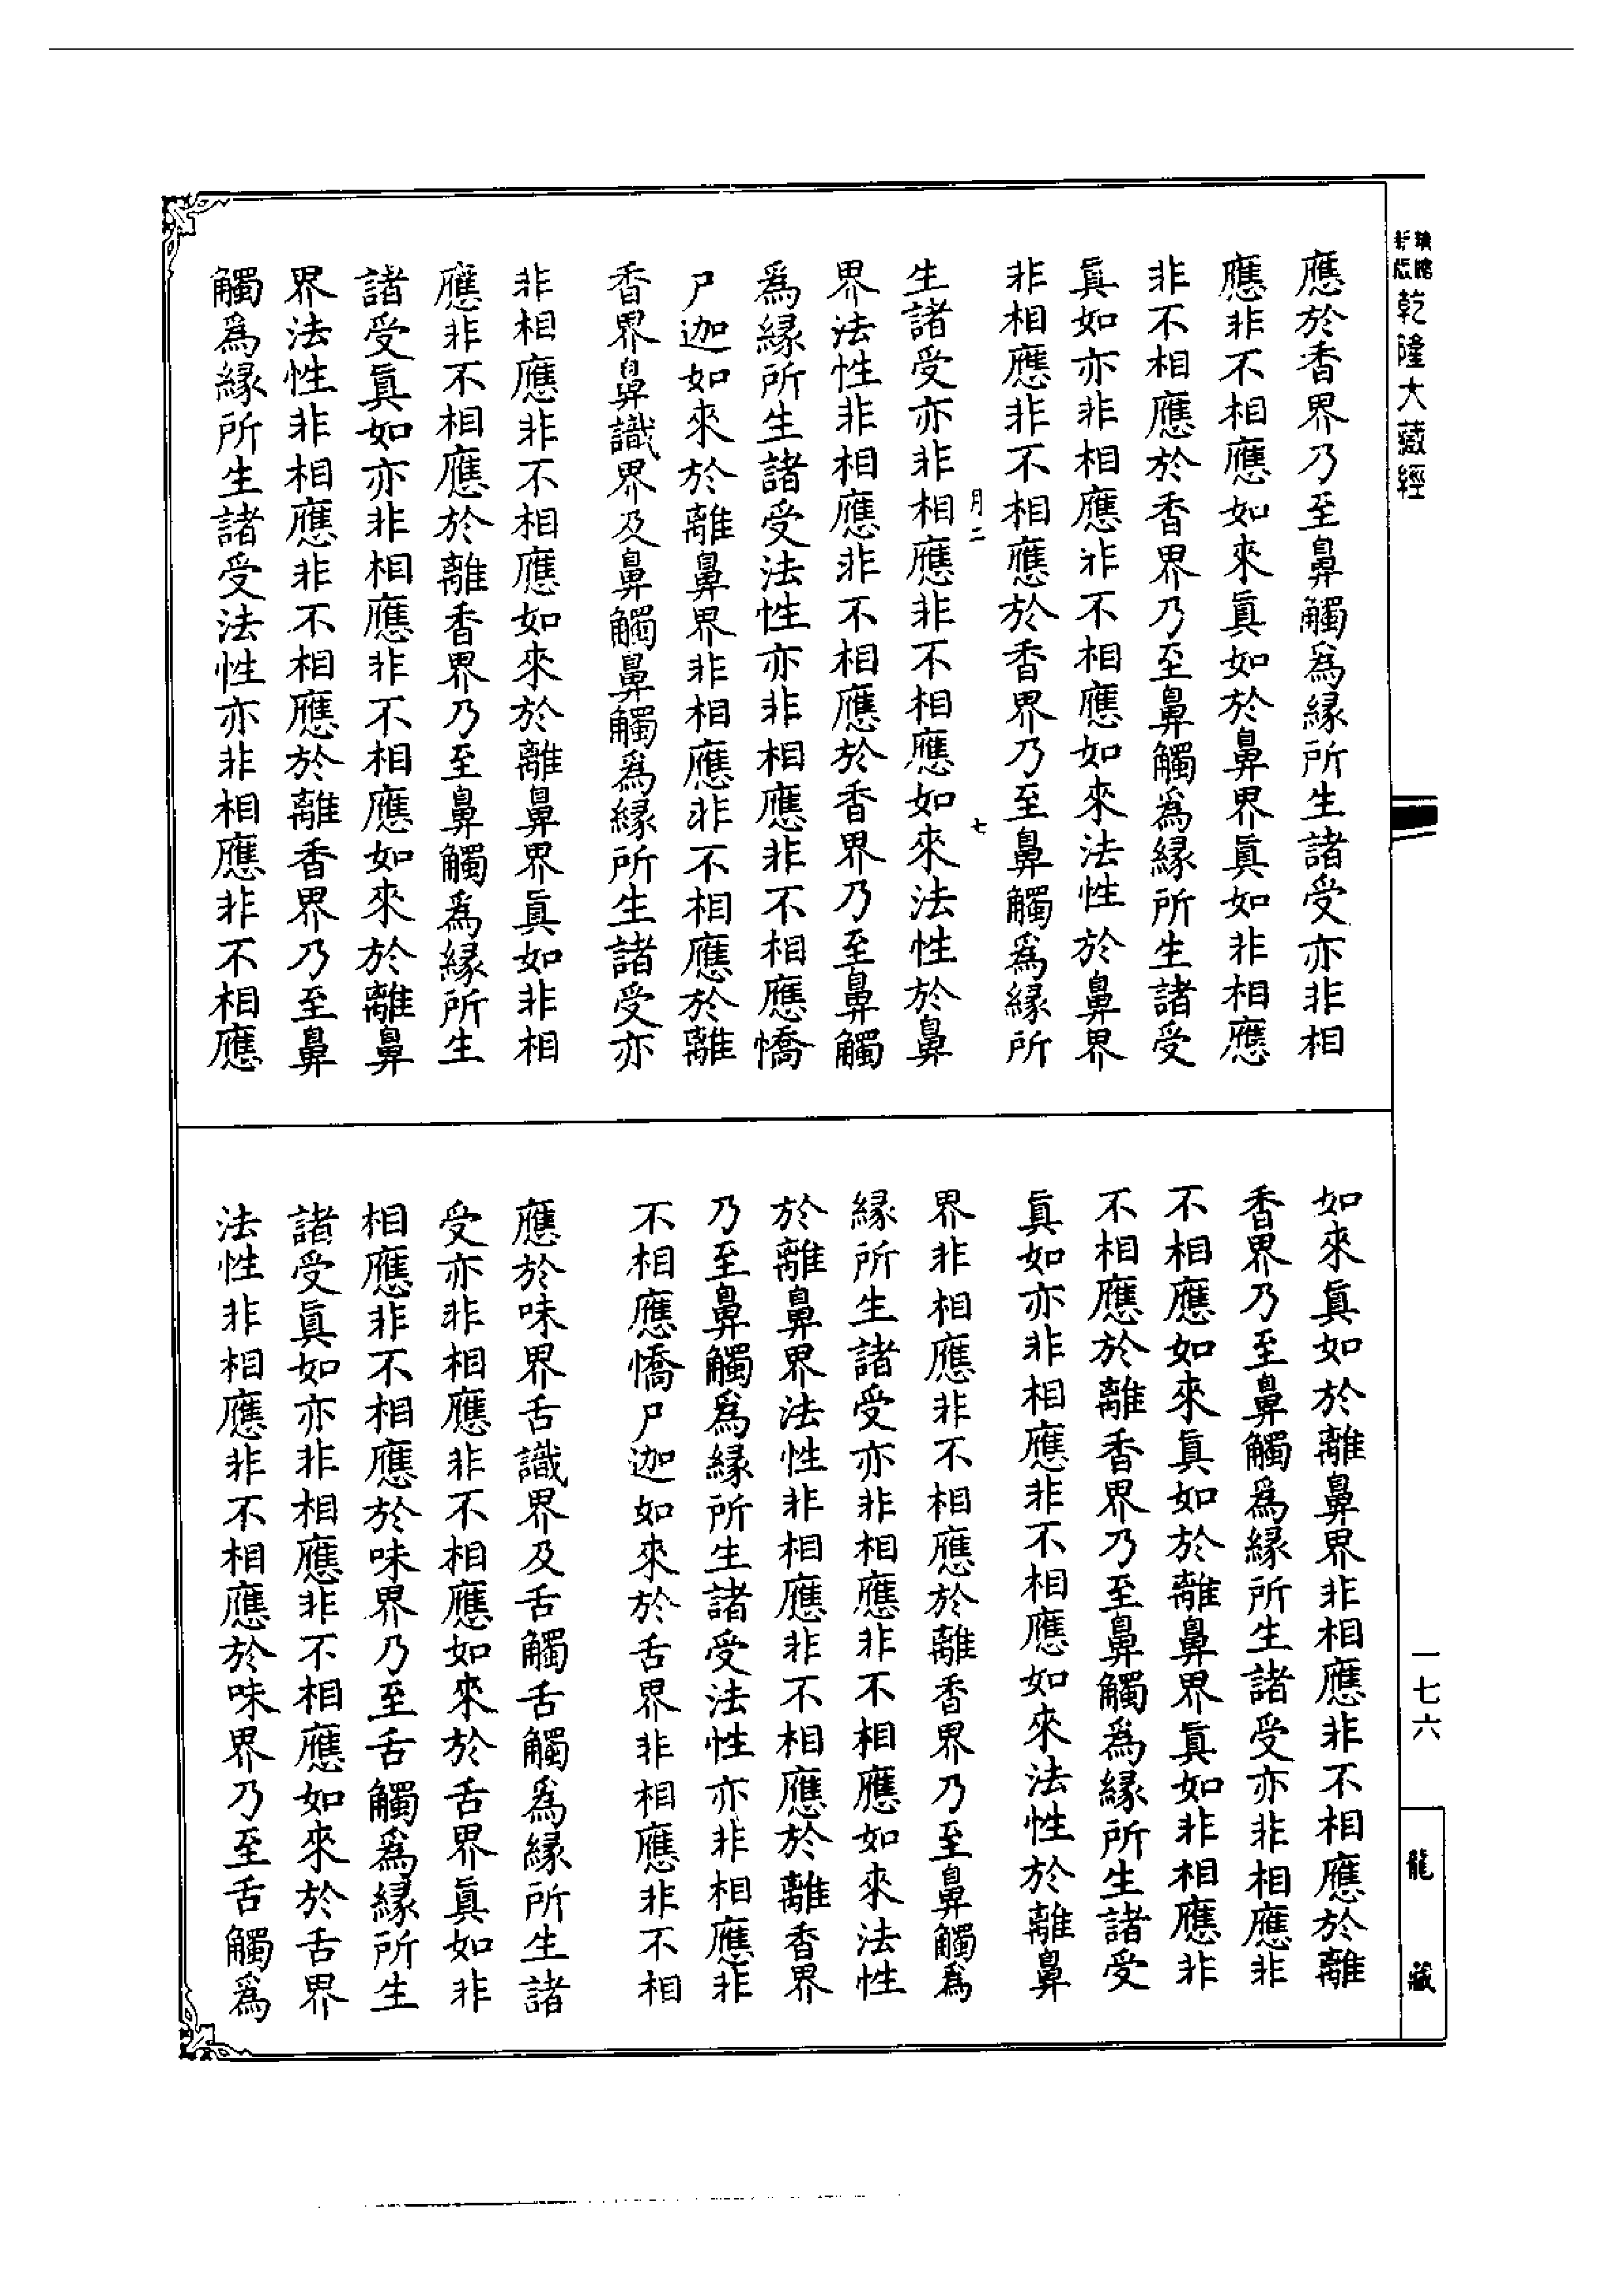 乾隆大藏經
應於香界乃至鼻觸爲緣所生諸受亦非相
應非不相應如來真如於鼻界真如非相應
非不相應於香界乃至鼻觸爲緣所生諸受
真如亦非相應非不相應如來法性於鼻界
非相應非不相應於香界乃至鼻觸爲緣所
月二 七
生諸受亦非相應非不相應如來法性於鼻
界法性非相應非不相應於香界乃至鼻觸
爲緣所生諸受法性亦非相應非不相應憍
尸迦如來於離鼻界非相應非不相應於離
香界鼻識界及鼻觸鼻觸爲緣所生諸受亦
非相應非不相應如來於離鼻界真如非相
應非不相應於離香界乃至鼻觸爲緣所生
諸受真如亦非相應非不相應如來於離鼻
界法性非相應非不相應於離香界乃至鼻
觸爲緣所生諸受法性亦非相應非不相應
如來真如於離鼻界非相應非不相應於離
香界乃至鼻觸爲緣所生諸受亦非相應非
不相應如來真如於離鼻界真如非相應非
不相應於離香界乃至鼻觸爲緣所生諸受
真如亦非相應非不相應如來法性於離鼻
界非相應非不相應於離香界乃至鼻觸爲
緣所生諸受亦非相應非不相應如來法性
於離鼻界法性非相應非不相應於離香界
乃至鼻觸爲緣所生諸受法性亦非相應非
不相應憍尸迦如來於舌界非相應非不相
應於味界舌識界及舌觸舌觸爲緣所生諸
受亦非相應非不相應如來於舌界真如非
相應非不相應於味界乃至舌觸爲緣所生
諸受真如亦非相應非不相應如來於舌界
法性非相應非不相應於味界乃至舌觸爲
一七六
龍藏